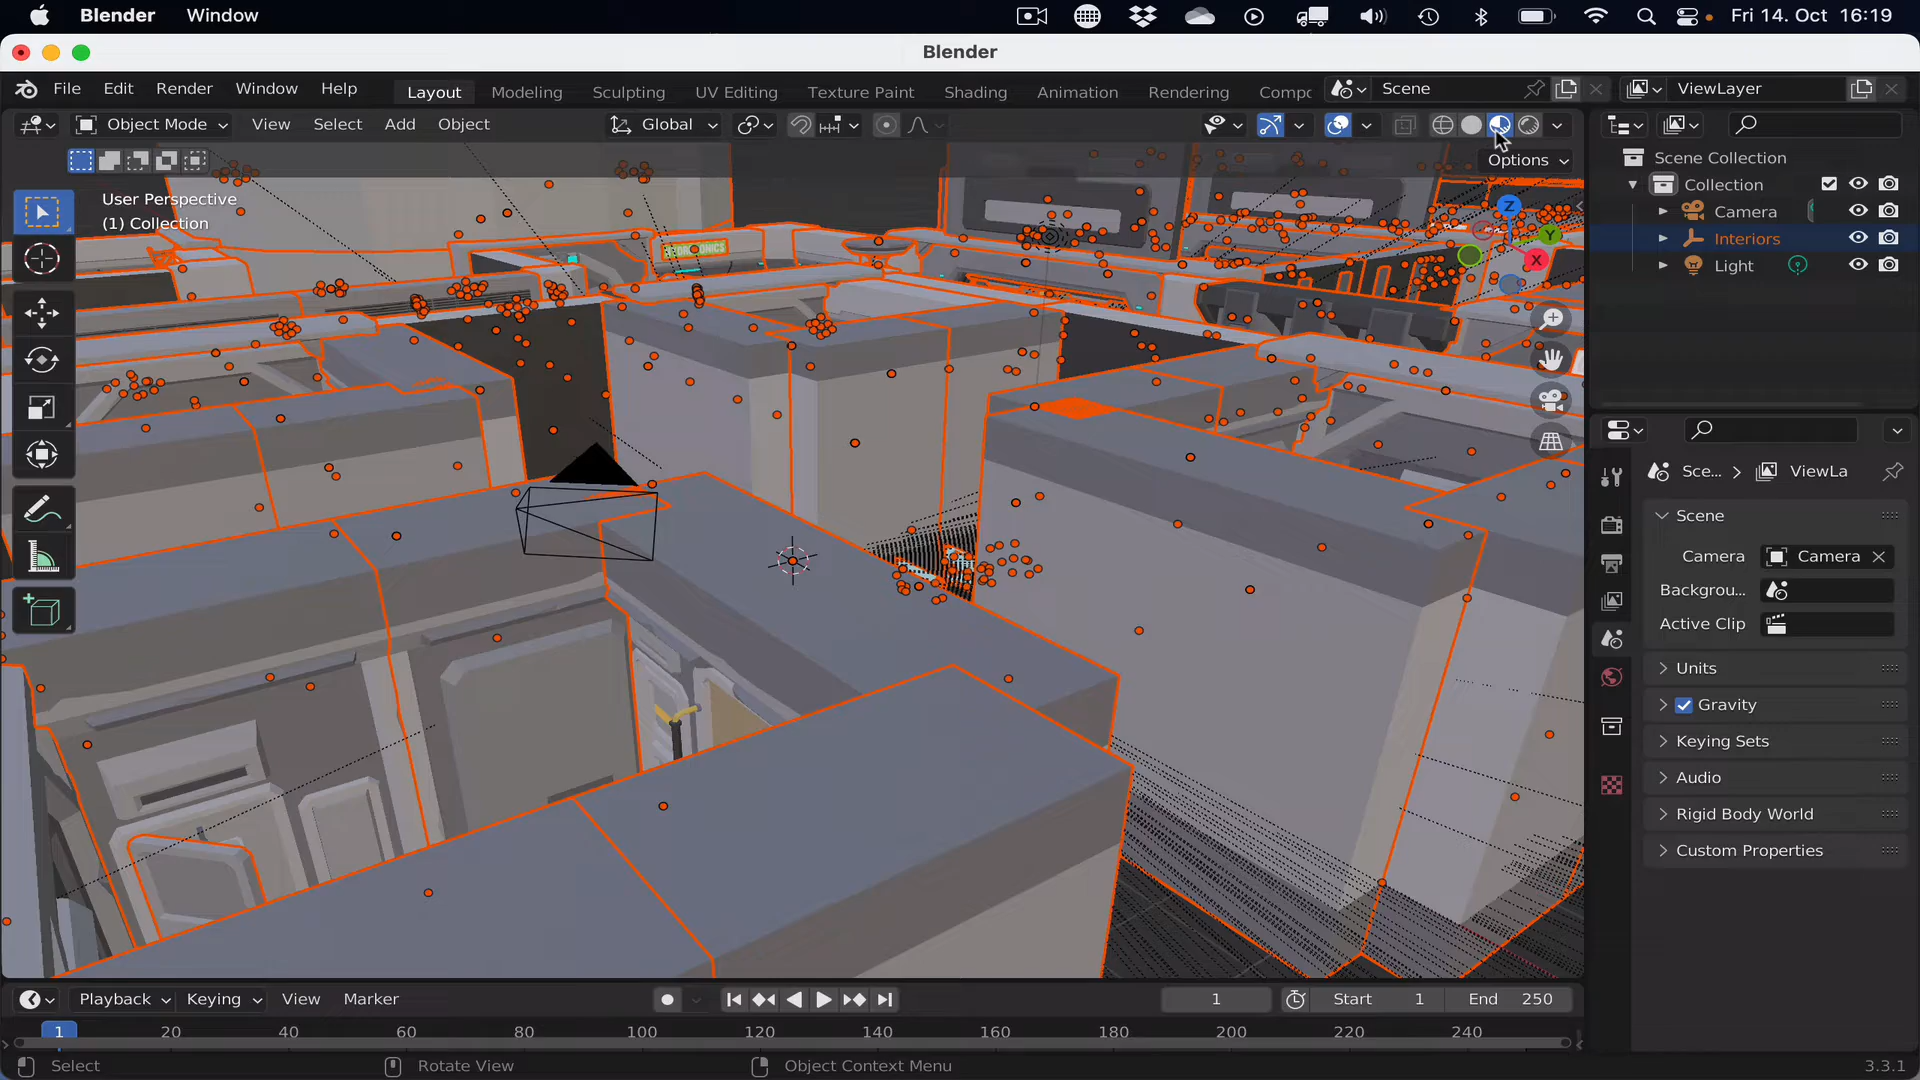 Blender Window Fri 14. Oct 16:19
Blender
File Edit Render Window Help Layout Modeling Sculpting UV Editing Texture Paint Shading Animation Rendering Compc Scene ViewLayer
Object Mode View Select Add Object Global
Options
User Perspective
(1) Collection
Z
Y
X
Scene Collection
Collection
Camera
Interiors
Light
Sce... ViewLa
Scene
Camera Camera
Backgrou...
Active Clip
Units
Gravity
Keying Sets
Audio
Rigid Body World
Custom Properties
Playback Keying View Marker 1 Start 1 End 250
1 20 40 60 80 100 120 140 160 180 200 220 240
Select Rotate View Object Context Menu 3.3.1